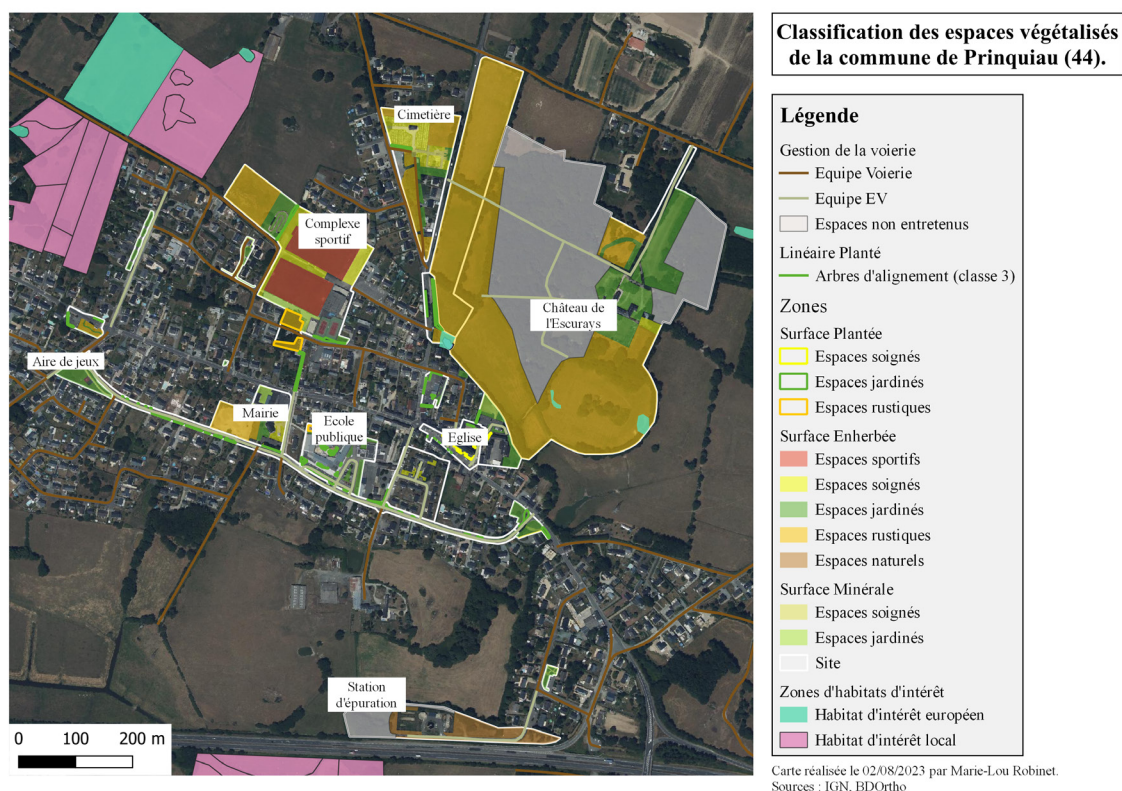 Classification des espaces végétalisés
de la commune de Prinquiau (44).
Cimetière
Complexe
sportif
Château de
l'Escurays
Aire de jeux
Mairie
Ecole
publique
Eglise
Station
d'épuration
0 100 200 m
Légende
Gestion de la voierie
Equipe Voierie
Equipe EV
Espaces non entretenus
Linéaire Planté
Arbres d'alignement (classe 3)
Zones
Surface Plantée
Espaces soignés
Espaces jardinés
Espaces rustiques
Surface Enherbée
Espaces sportifs
Espaces soignés
Espaces jardinés
Espaces rustiques
Espaces naturels
Surface Minérale
Espaces soignés
Espaces jardinés
Site
Zones d'habitats d'intérêt
Habitat d'intérêt européen
Habitat d'intérêt local
Carte réalisée le 02/08/2023 par Marie-Lou Robinet.
Sources : IGN, BDOrtho